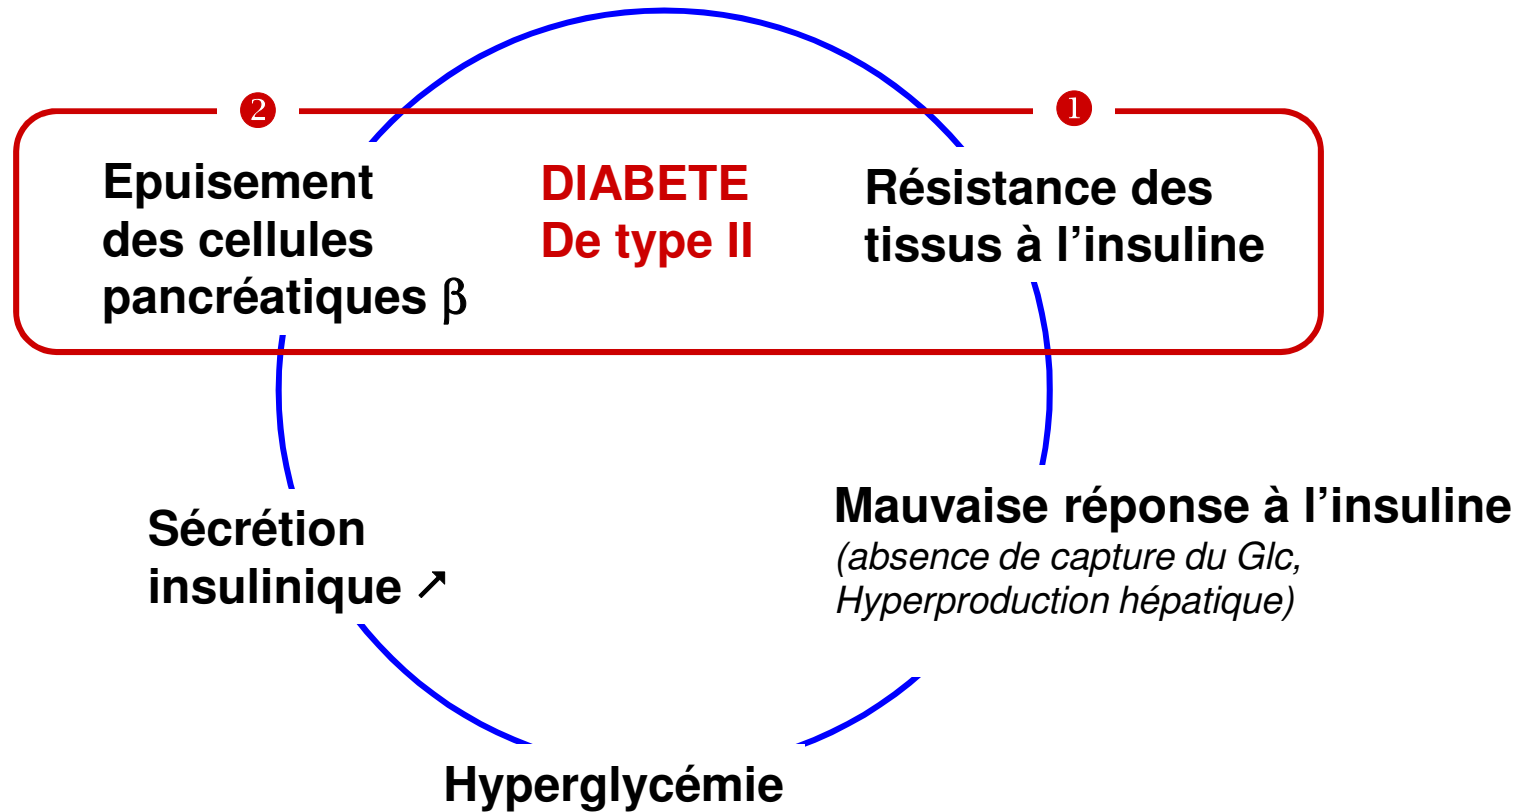 ❷
❶
Epuisement
des cellules
pancréatiques β
DIABETE
De type II
Résistance des
tissus à l’insuline
Mauvaise réponse à l’insuline
(absence de capture du Glc,
Hyperproduction hépatique)
Sécrétion
insulinique ➚
Hyperglycémie